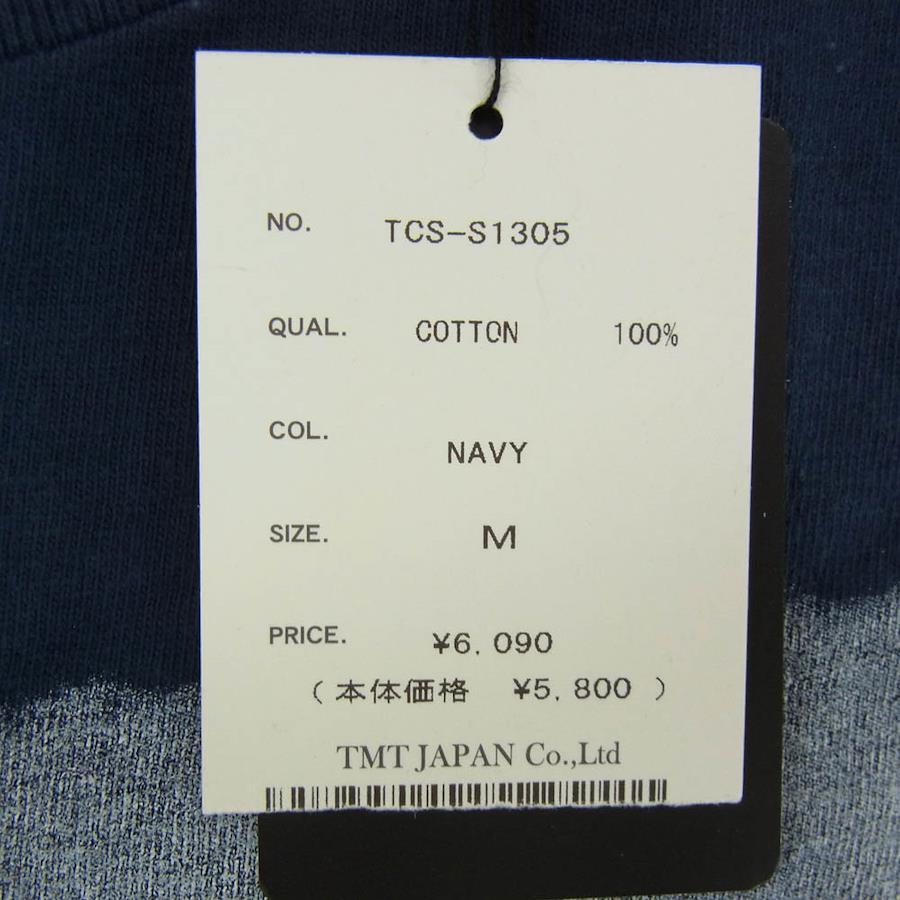 NO. TCS-S1305
QUAL. COTTON 100%
COL. NAVY
SIZE. M
PRICE. ¥6,090
(本体価格 ¥5,800)
TMT JAPAN Co.,Ltd